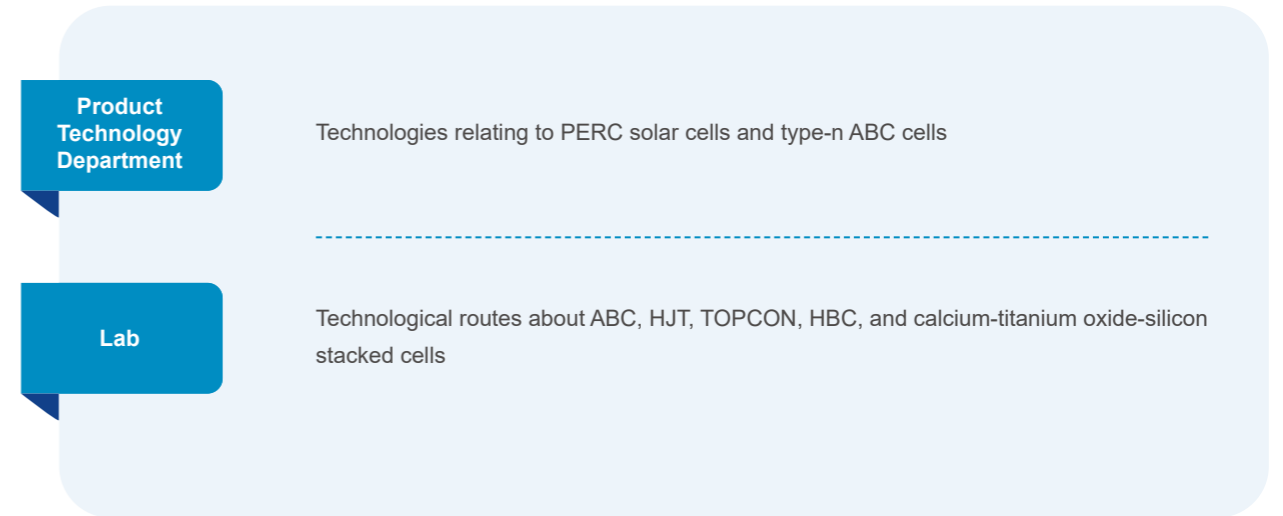 Product
Technology
Department
Technologies relating to PERC solar cells and type-n ABC cells
Lab
Technological routes about ABC, HJT, TOPCON, HBC, and calcium-titanium oxide-silicon
stacked cells